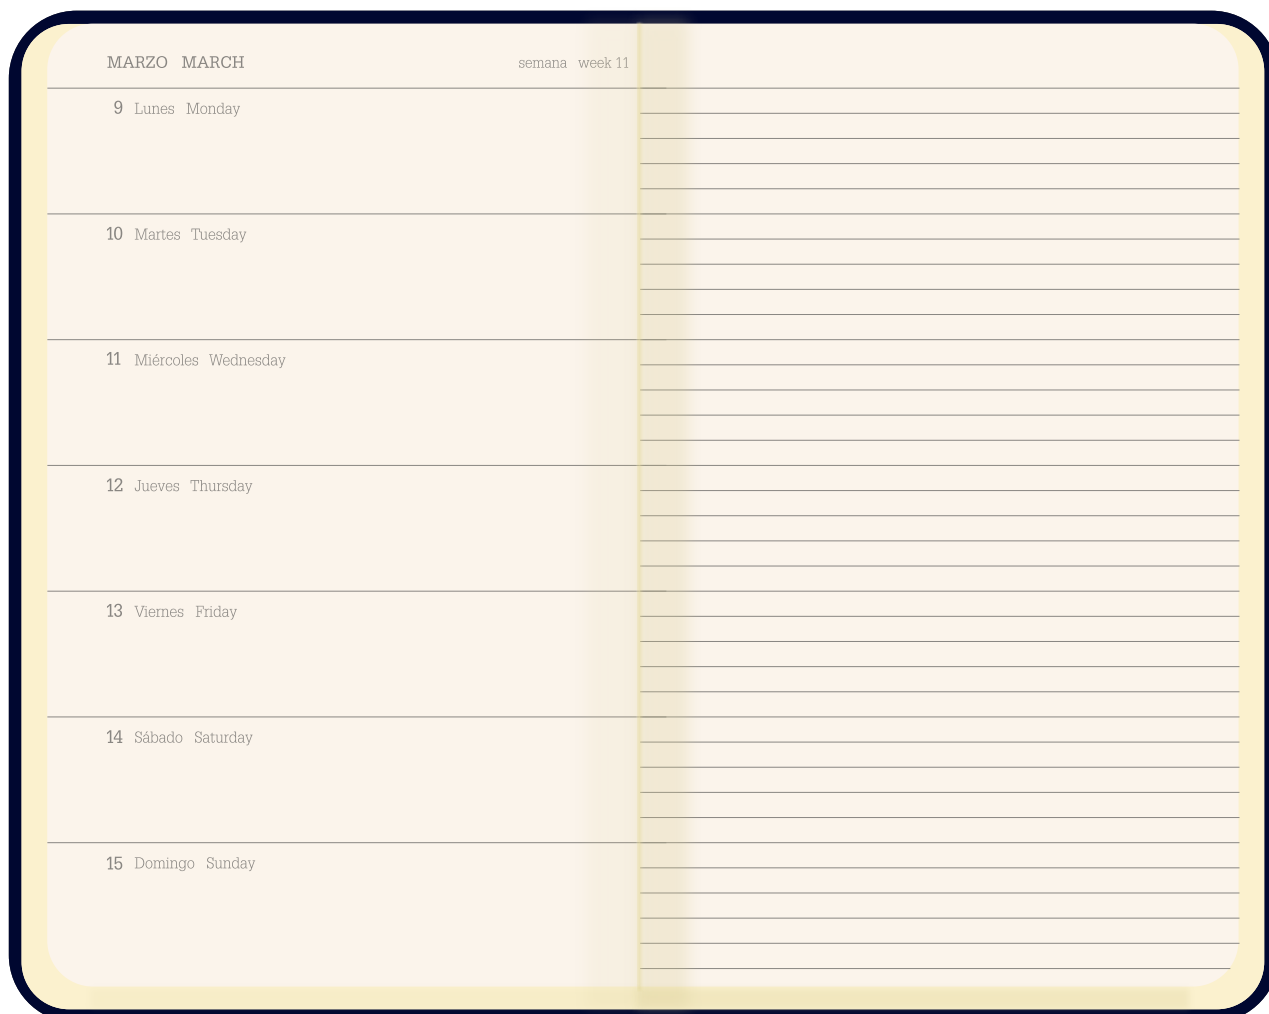 MARZO MARCH semana week 11
9 Lunes Monday
10 Martes Tuesday
11 Miércoles Wednesday
12 Jueves Thursday
13 Viernes Friday
14 Sábado Saturday
15 Domingo Sunday